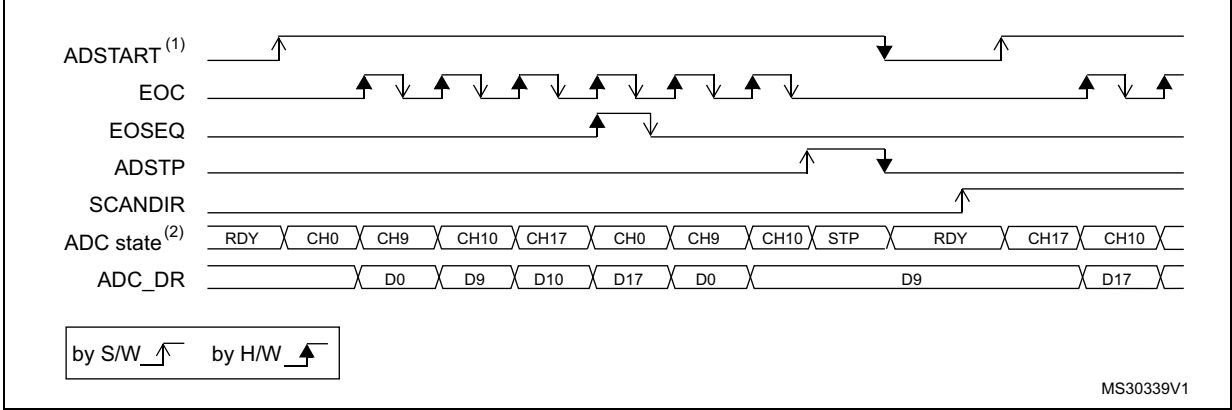 ADSTART (1)
EOC
EOSEQ
ADSTP
SCANDIR
ADC state(2) RDY CH0 CH9 CH10 CH17 CH0 CH9 CH10 STP RDY CH17 CH10
ADC_DR D0 D9 D10 D17 D0 D9 D17
by S/W by H/W
MS30339V1